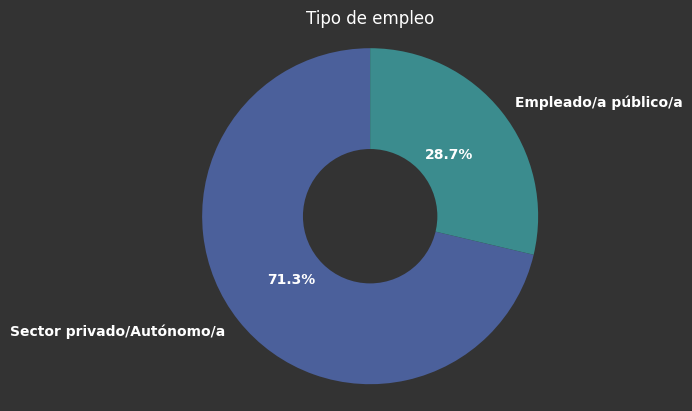 Tipo de empleo
Empleado/a público/a
28.7%
71.3%
Sector privado/Autónomo/a